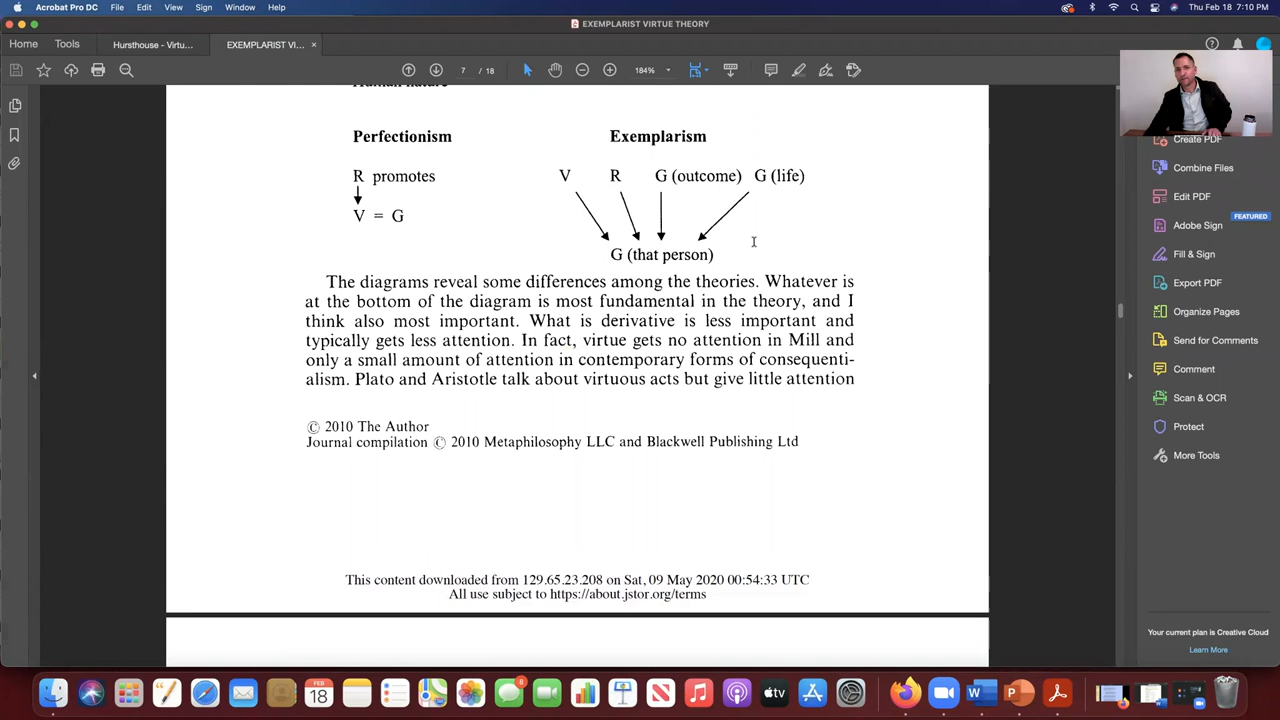 Acrobat Pro DC File Edit View Sign Window Help
Thu Feb 18 7:10 PM
EXEMPLARIST VIRTUE THEORY
Home Tools Hursthouse - Virtu... EXEMPLARIST VI... ×
7 / 18
184%
Perfectionism Exemplarism
R promotes V R G (outcome) G (life)
V = G
G (that person)
The diagrams reveal some differences among the theories. Whatever is
at the bottom of the diagram is most fundamental in the theory, and I
think also most important. What is derivative is less important and
typically gets less attention. In fact, virtue gets no attention in Mill and
only a small amount of attention in contemporary forms of consequenti-
alism. Plato and Aristotle talk about virtuous acts but give little attention
© 2010 The Author
Journal compilation © 2010 Metaphilosophy LLC and Blackwell Publishing Ltd
This content downloaded from 129.65.23.208 on Sat, 09 May 2020 00:54:33 UTC
All use subject to https://about.jstor.org/terms
Create PDF
Combine Files
Edit PDF
FEATURED
Adobe Sign
Fill & Sign
Export PDF
Organize Pages
Send for Comments
Comment
Scan & OCR
Protect
More Tools
Your current plan is Creative Cloud
Learn More
FEB
18
8
tv
W
P